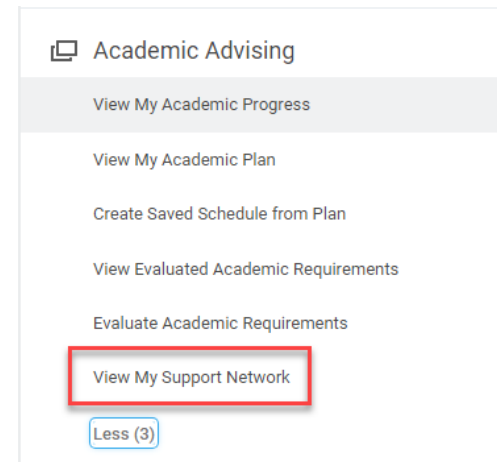 Academic Advising
View My Academic Progress
View My Academic Plan
Create Saved Schedule from Plan
View Evaluated Academic Requirements
Evaluate Academic Requirements
View My Support Network
Less (3)